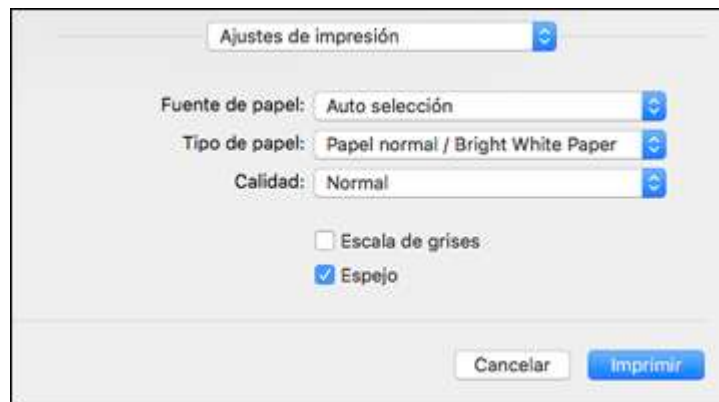 Ajustes de impresión
Fuente de papel: Auto selección
Tipo de papel: Papel normal / Bright White Paper
Calidad: Normal
Escala de grises
Espejo
Cancelar Imprimir